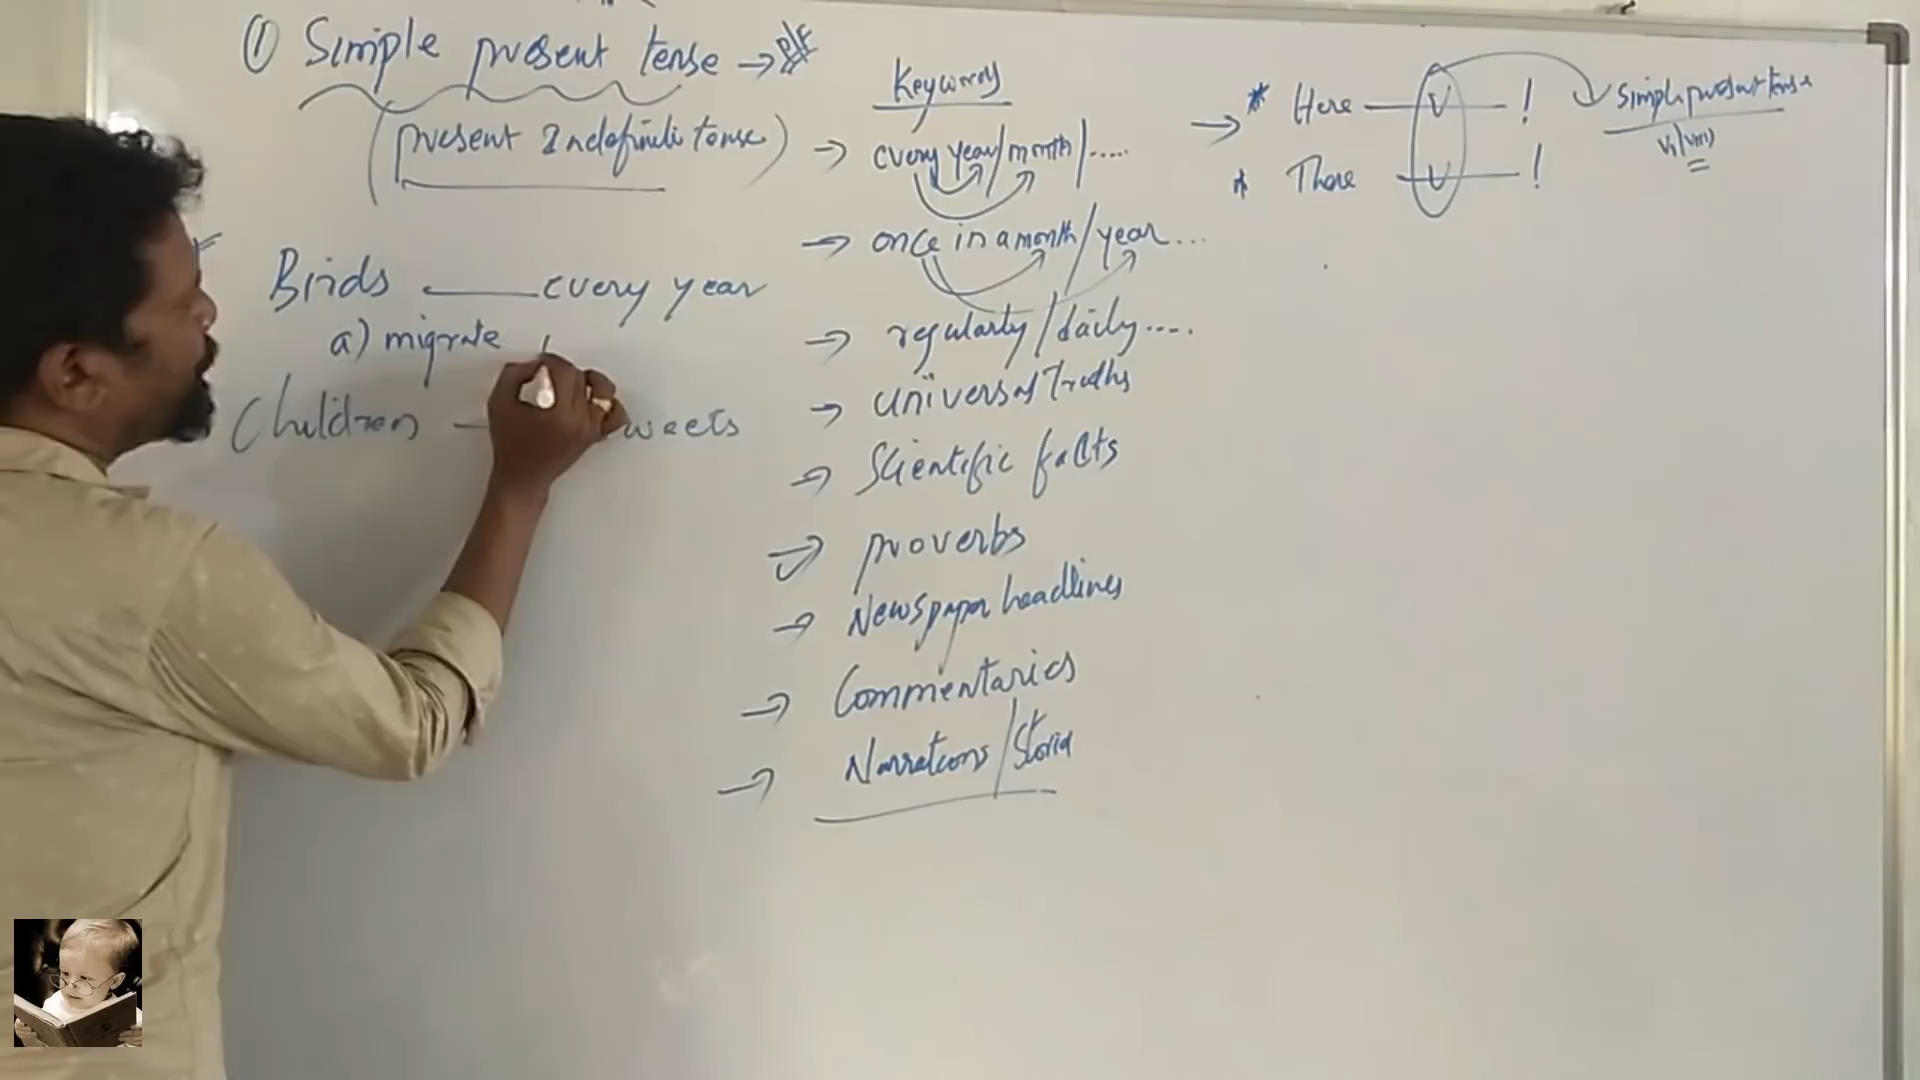 ① Simple present tense →
(present Indefinite tense)
Birds ——— every year
a) migrate
Children — sweets
Keywords
→ every year/month/.....
→ once in a month/year...
→ regularly/daily....
→ universal Truths
→ Scientific facts
→ proverbs
→ Newspaper headlines
→ Commentaries
→ Narrations/Stories
→ * Here — V — ! Simple present tense
V1/
* There — V — !